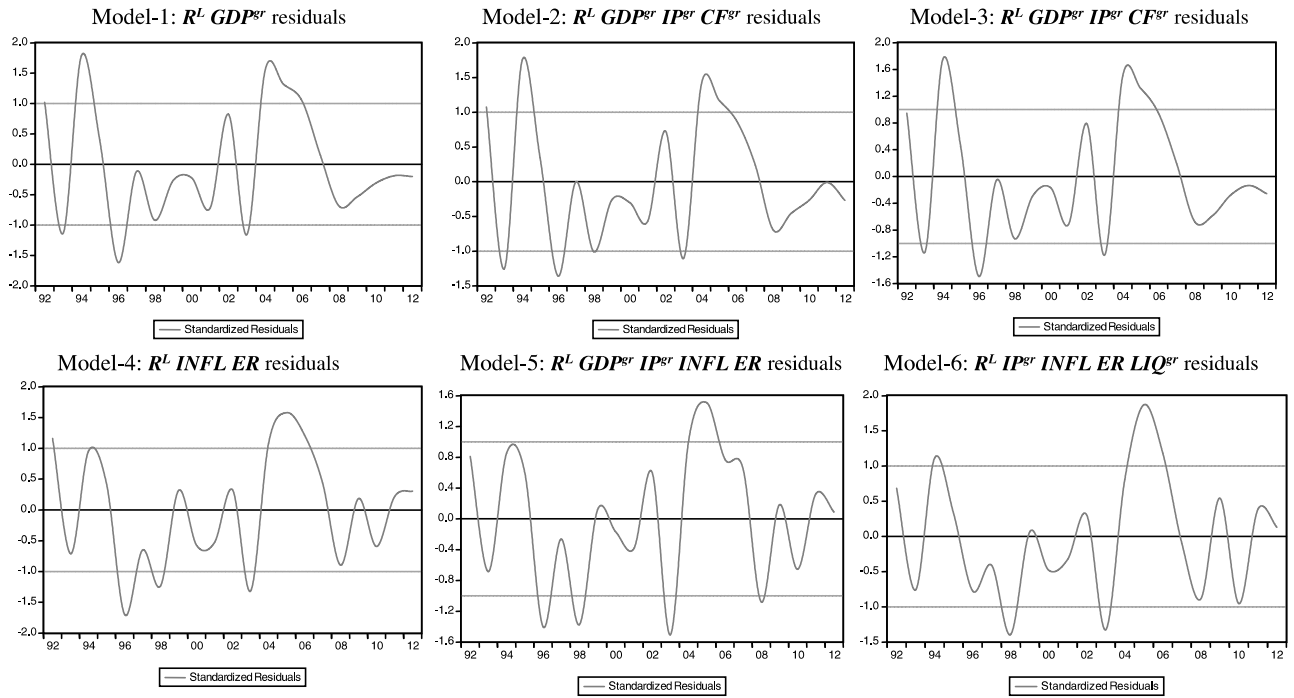 Model-1: R^L GDP^gr residuals
2.0
1.5
1.0
0.5
0.0
-0.5
-1.0
-1.5
-2.0
92 94 96 98 00 02 04 06 08 10 12
Standardized Residuals
Model-2: R^L GDP^gr IP^gr CF^gr residuals
2.0
1.5
1.0
0.5
0.0
-0.5
-1.0
-1.5
92 94 96 98 00 02 04 06 08 10 12
Standardized Residuals
Model-3: R^L GDP^gr IP^gr CF^gr residuals
2.0
1.6
1.2
0.8
0.4
0.0
-0.4
-0.8
-1.2
-1.6
92 94 96 98 00 02 04 06 08 10 12
Standardized Residuals
Model-4: R^L INFL ER residuals
2.0
1.5
1.0
0.5
0.0
-0.5
-1.0
-1.5
-2.0
92 94 96 98 00 02 04 06 08 10 12
Standardized Residuals
Model-5: R^L GDP^gr IP^gr INFL ER residuals
1.6
1.2
0.8
0.4
0.0
-0.4
-0.8
-1.2
-1.6
92 94 96 98 00 02 04 06 08 10 12
Standardized Residuals
Model-6: R^L IP^gr INFL ER LIQ^gr residuals
2.0
1.5
1.0
0.5
0.0
-0.5
-1.0
-1.5
92 94 96 98 00 02 04 06 08 10 12
Standardized Residuals